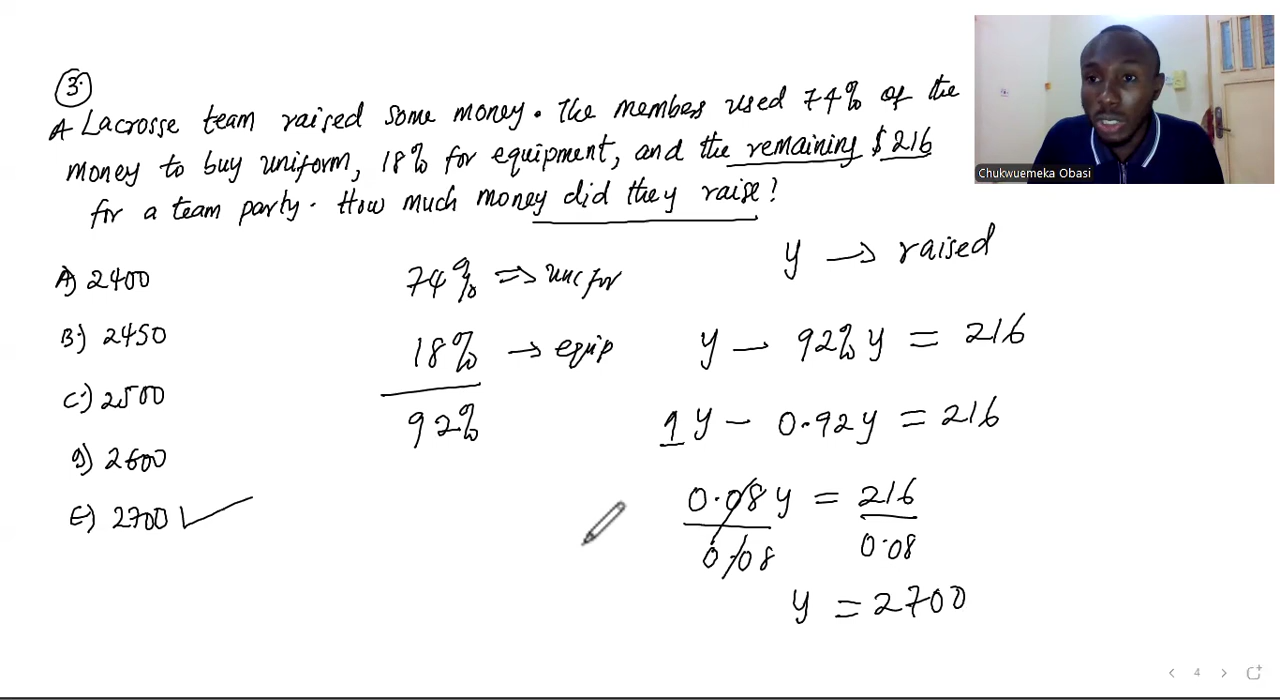 3.
A Lacrosse team raised some money. The members used 74% of the
money to buy uniform, 18% for equipment, and the remaining $216
for a team party. How much money did they raise?
A) 2400
B) 2450
C) 2500
D) 2600
E) 2700 ✓
74% ⇒
18% → equip
92%
y → raised
y - 92% y = 216
1y - 0.92y = 216
0.08y = 216
0.08 0.08
y = 2700
Chukwuemeka Obasi
< 4 >